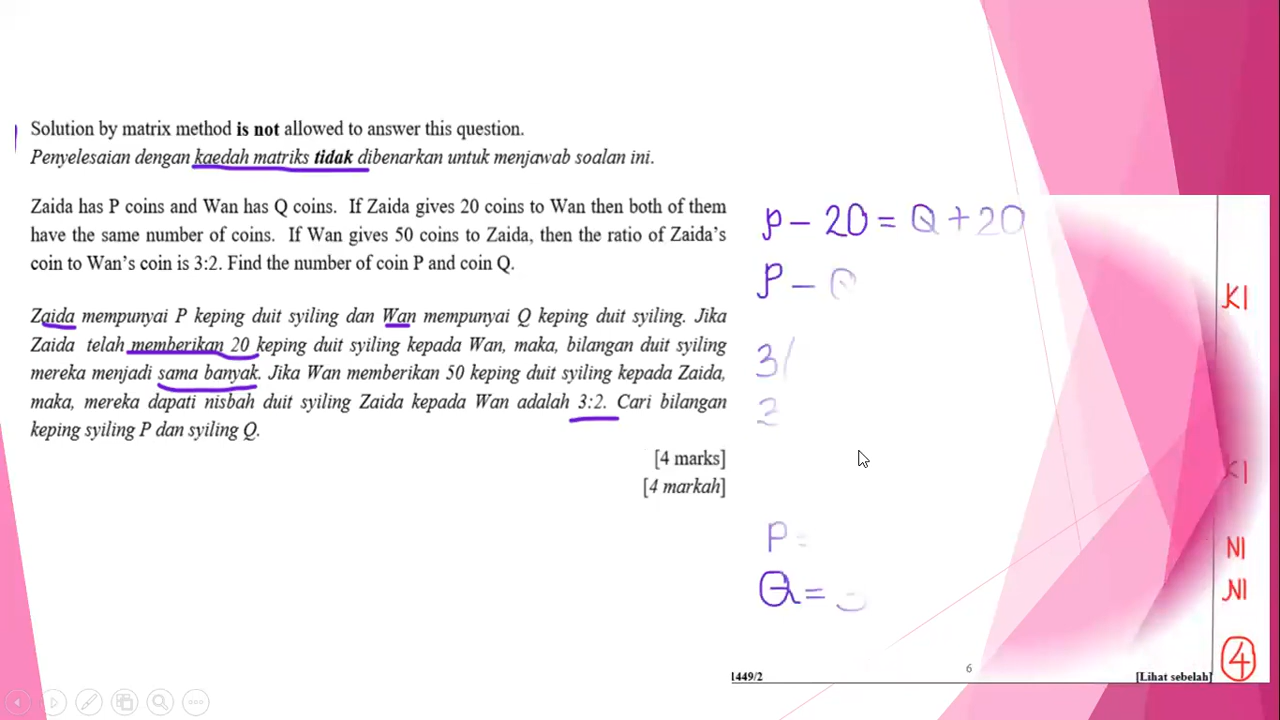 Solution by matrix method is not allowed to answer this question.
Penyelesaian dengan kaedah matriks tidak dibenarkan untuk menjawab soalan ini.
Zaida has P coins and Wan has Q coins. If Zaida gives 20 coins to Wan then both of them
have the same number of coins. If Wan gives 50 coins to Zaida, then the ratio of Zaida's
coin to Wan's coin is 3:2. Find the number of coin P and coin Q.
Zaida mempunyai P keping duit syiling dan Wan mempunyai Q keping duit syiling. Jika
Zaida telah memberikan 20 keping duit syiling kepada Wan, maka, bilangan duit syiling
mereka menjadi sama banyak. Jika Wan memberikan 50 keping duit syiling kepada Zaida,
maka, mereka dapati nisbah duit syiling Zaida kepada Wan adalah 3:2. Cari bilangan
keping syiling P dan syiling Q.
[4 marks]
[4 markah]
P - 20 = Q + 20
P - Q
3(
P =
Q =
K1
K1
N1
N1
4
6
1449/2
[Lihat sebelah]